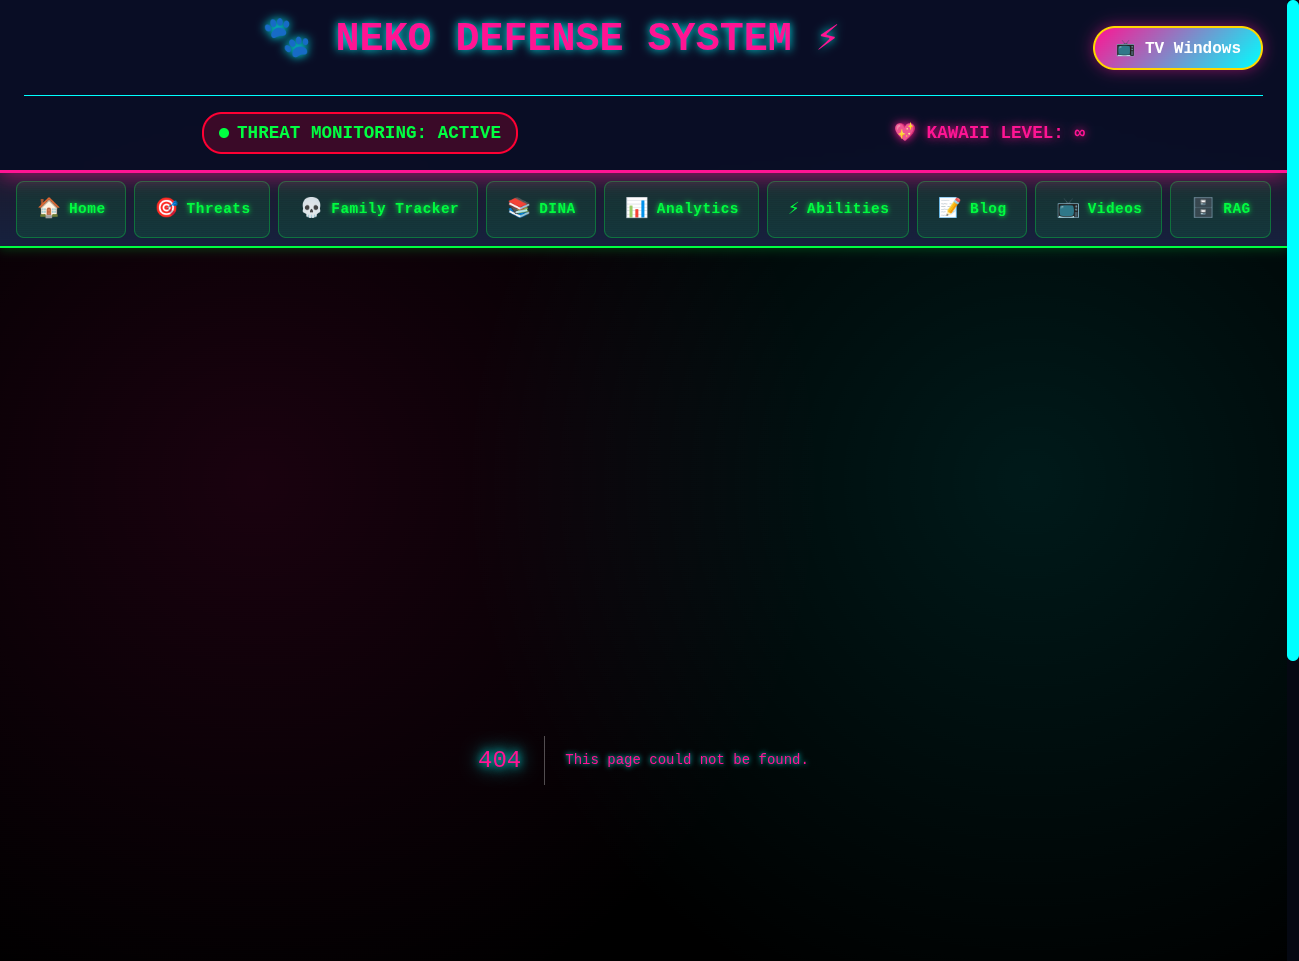 🐾 NEKO DEFENSE SYSTEM ⚡
📺 TV Windows
THREAT MONITORING: ACTIVE
💖 KAWAII LEVEL: ∞
🏠 Home
🎯 Threats
💀 Family Tracker
📚 DINA
📊 Analytics
⚡ Abilities
📝 Blog
📺 Videos
🗄️ RAG
404
This page could not be found.